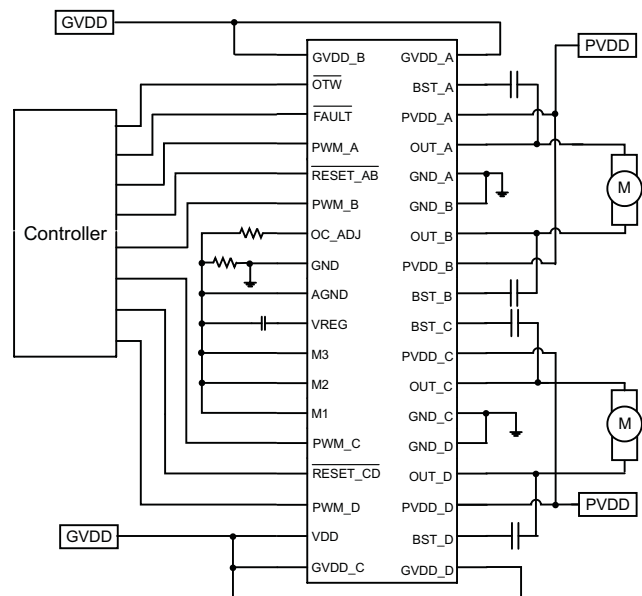 GVDD
PVDD
GVDD_B GVDD_A
OTW BST_A
FAULT PVDD_A
PWM_A OUT_A
RESET_AB GND_A
M
PWM_B GND_B
Controller
OC_ADJ OUT_B
GND PVDD_B
AGND BST_B
VREG BST_C
M3 PVDD_C
M2 OUT_C
M1 GND_C
M
PWM_C GND_D
RESET_CD OUT_D
PWM_D PVDD_D PVDD
GVDD VDD BST_D
GVDD_C GVDD_D